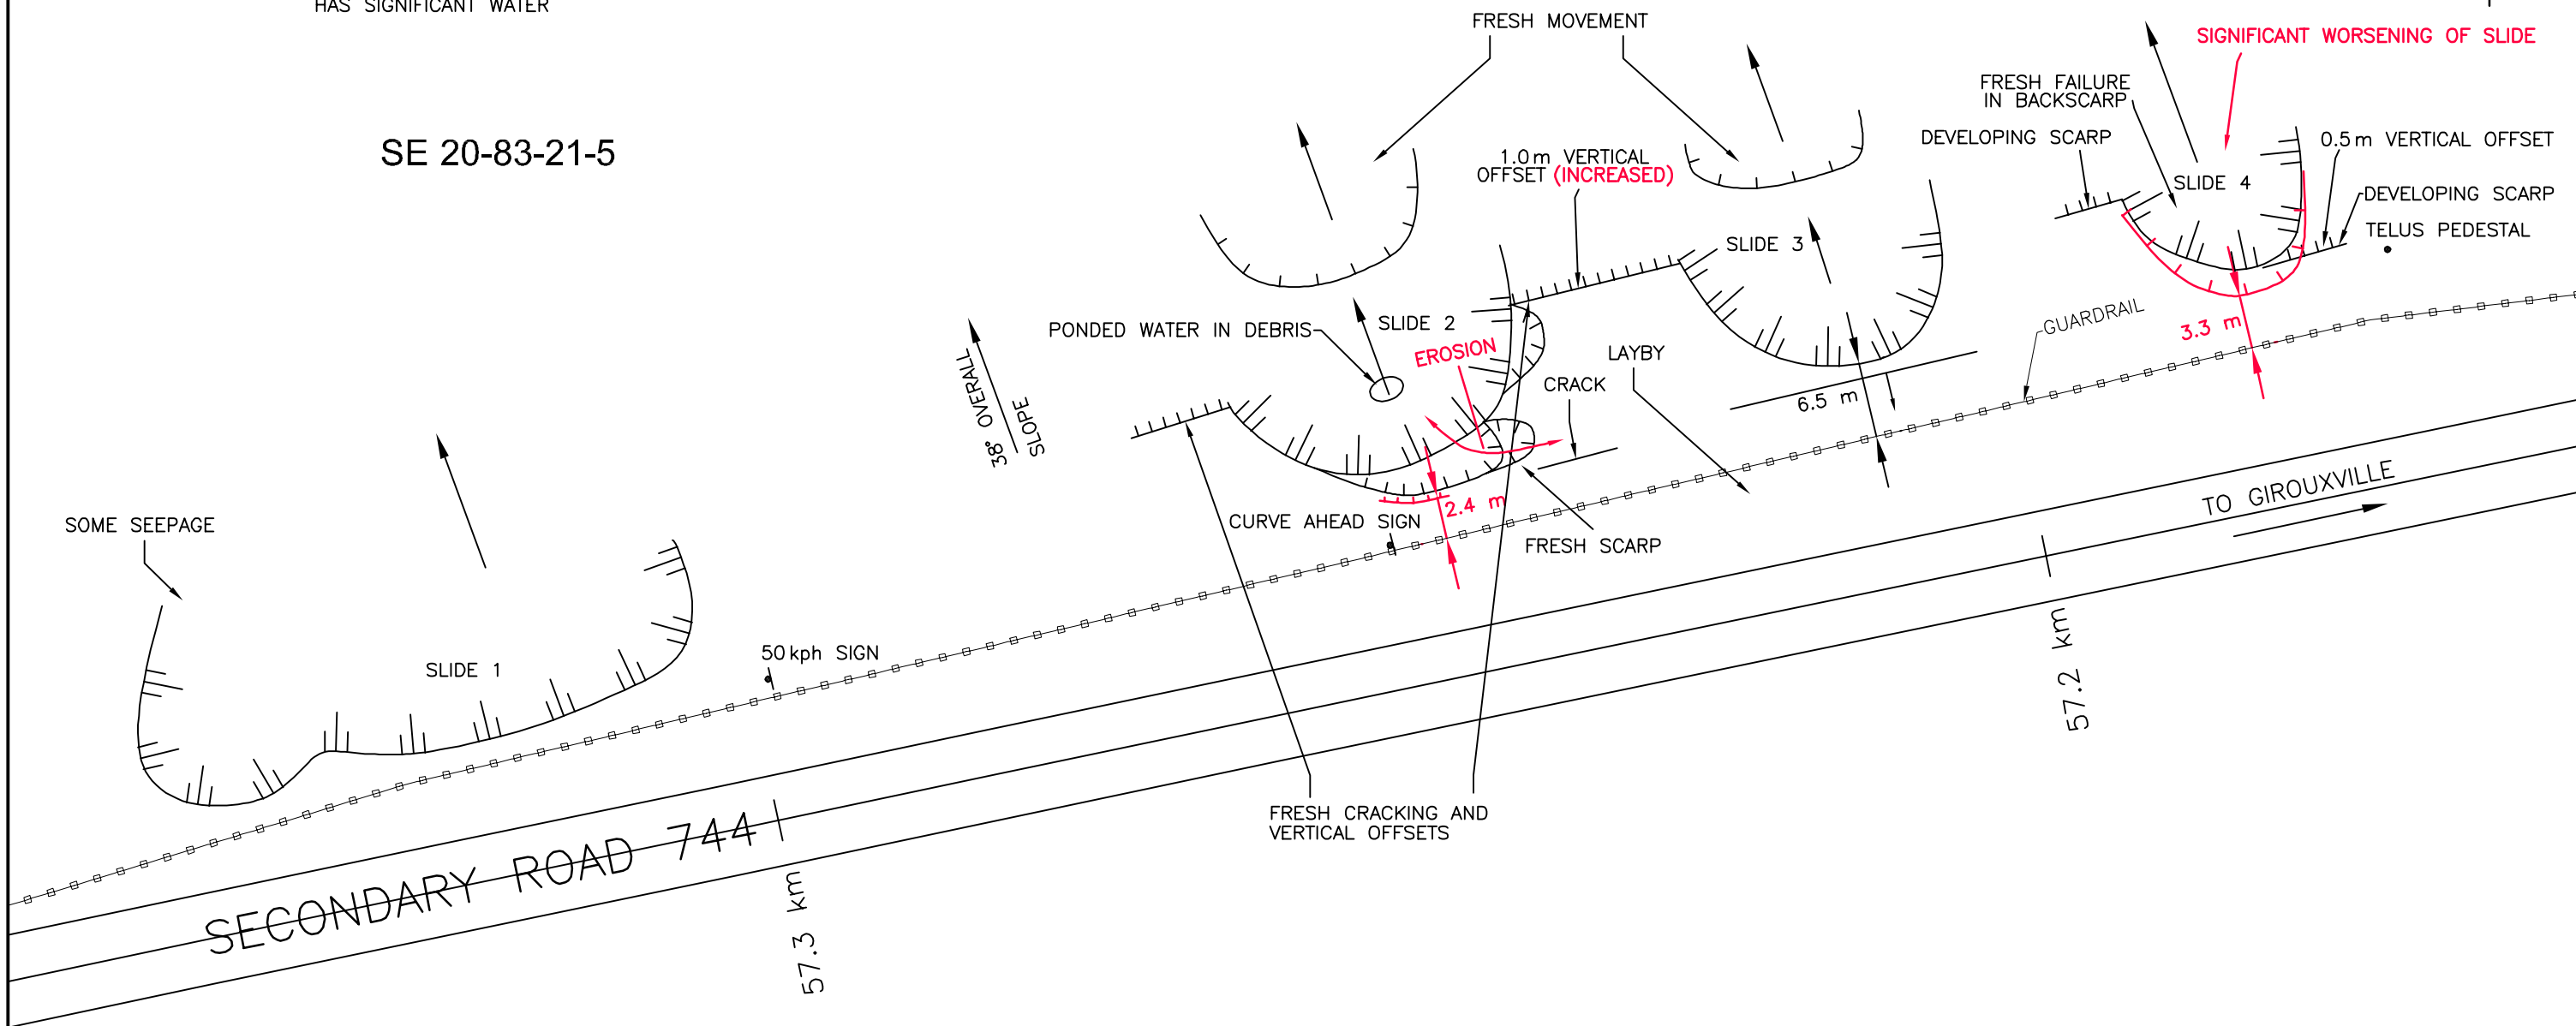 HAS SIGNIFICANT WATER
FRESH MOVEMENT
SIGNIFICANT WORSENING OF SLIDE
FRESH FAILURE
IN BACKSCARP
DEVELOPING SCARP
0.5 m VERTICAL OFFSET
SE 20-83-21-5
1.0 m VERTICAL
OFFSET (INCREASED)
SLIDE 4
DEVELOPING SCARP
TELUS PEDESTAL
SLIDE 3
PONDED WATER IN DEBRIS
SLIDE 2
EROSION
LAYBY
CRACK
GUARDRAIL
3.3 m
38° OVERALL
SLOPE
6.5 m
2.4 m
CURVE AHEAD SIGN
FRESH SCARP
TO GIROUXVILLE
SOME SEEPAGE
SLIDE 1
50 kph SIGN
57.2 km
FRESH CRACKING AND
VERTICAL OFFSETS
SECONDARY ROAD 744
57.3 km